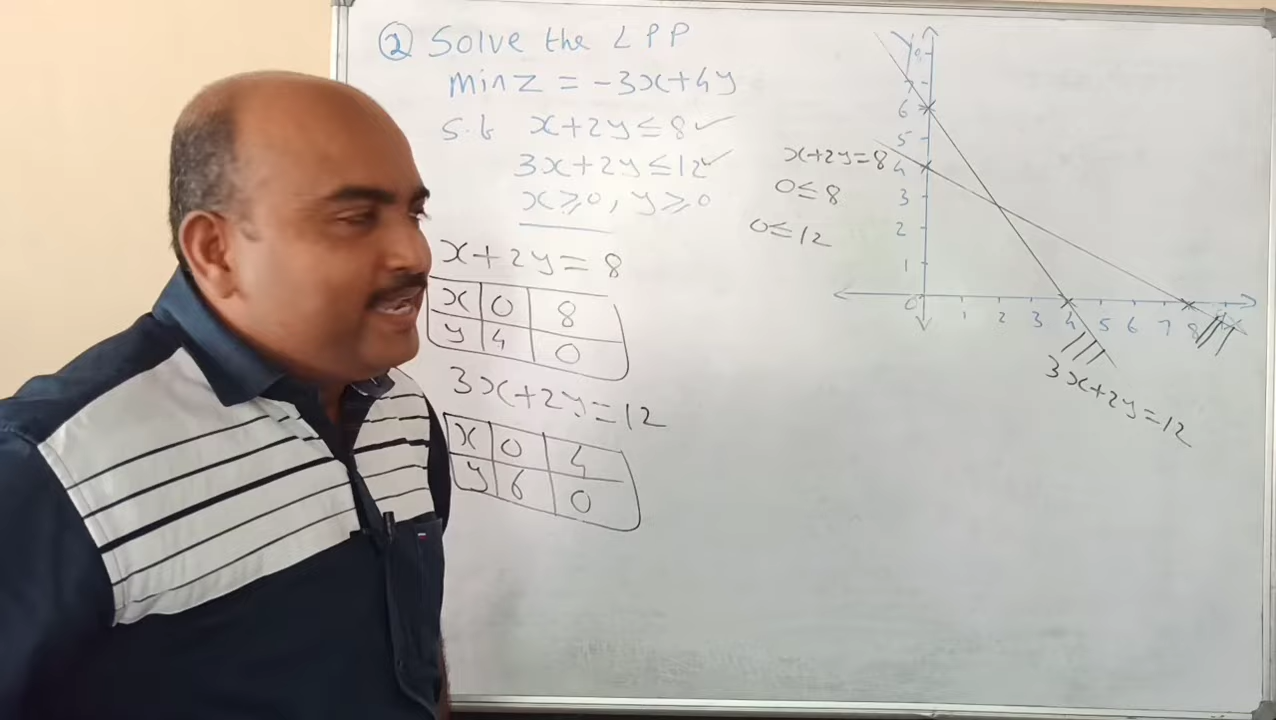 ② Solve the LPP
min Z = -3x+4y
s.t x+2y≤8✓
3x+2y≤12✓
x≥0, y≥0
x+2y=8
x 0 8
y 4 0
3x+2y=12
x 0 4
y 6 0
x+2y=8
0≤8
0≤12
Y
7
6
5
4
3
2
1
0 1 2 3 4 5 6 7 8
3x+2y=12